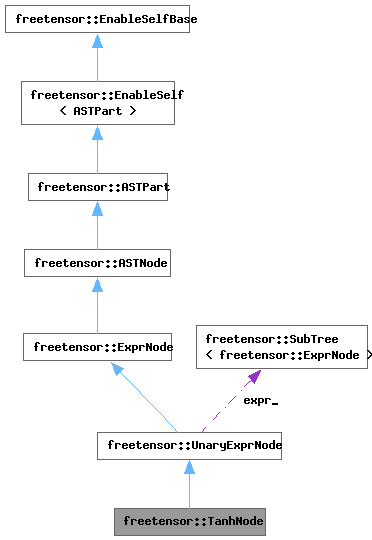 freetensor::EnableSelfBase
freetensor::EnableSelf
< ASTPart >
freetensor::ASTPart
freetensor::ASTNode
freetensor::ExprNode
freetensor::SubTree
< freetensor::ExprNode >
expr_
freetensor::UnaryExprNode
freetensor::TanhNode